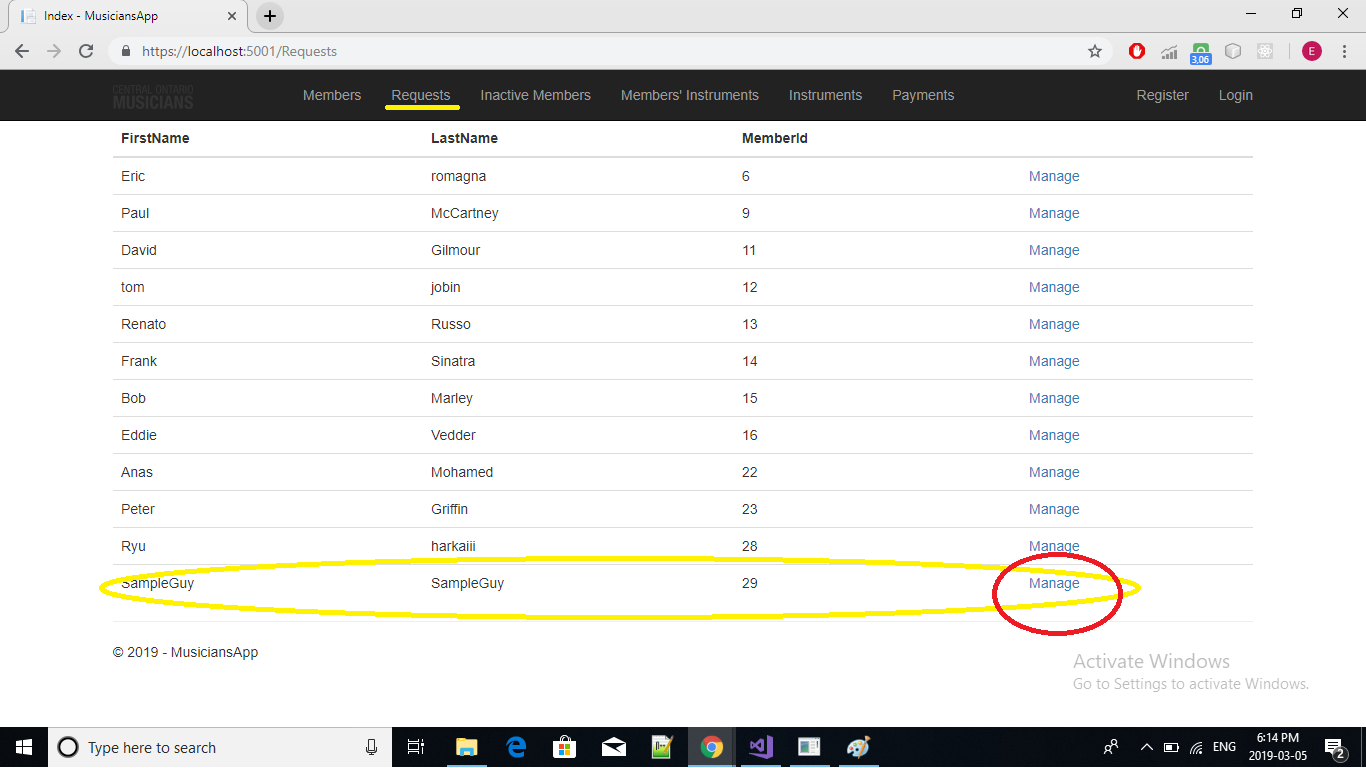 Index - MusiciansApp
https://localhost:5001/Requests
3,06
E
CENTRAL ONTARIO
MUSICIANS
Members Requests Inactive Members Members' Instruments Instruments Payments Register Login
FirstName LastName MemberId
Eric romagna 6 Manage
Paul McCartney 9 Manage
David Gilmour 11 Manage
tom jobin 12 Manage
Renato Russo 13 Manage
Frank Sinatra 14 Manage
Bob Marley 15 Manage
Eddie Vedder 16 Manage
Anas Mohamed 22 Manage
Peter Griffin 23 Manage
Ryu harkaiii 28 Manage
SampleGuy SampleGuy 29 Manage
© 2019 - MusiciansApp
Activate Windows
Go to Settings to activate Windows.
Type here to search
ENG
6:14 PM
2019-03-05
2